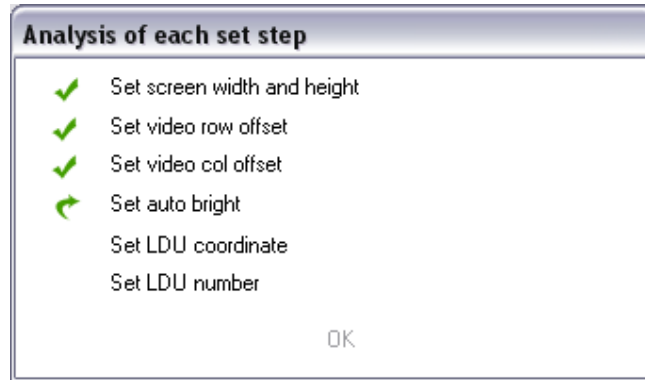 Analysis of each set step
Set screen width and height
Set video row offset
Set video col offset
Set auto bright
Set LDU coordinate
Set LDU number
OK